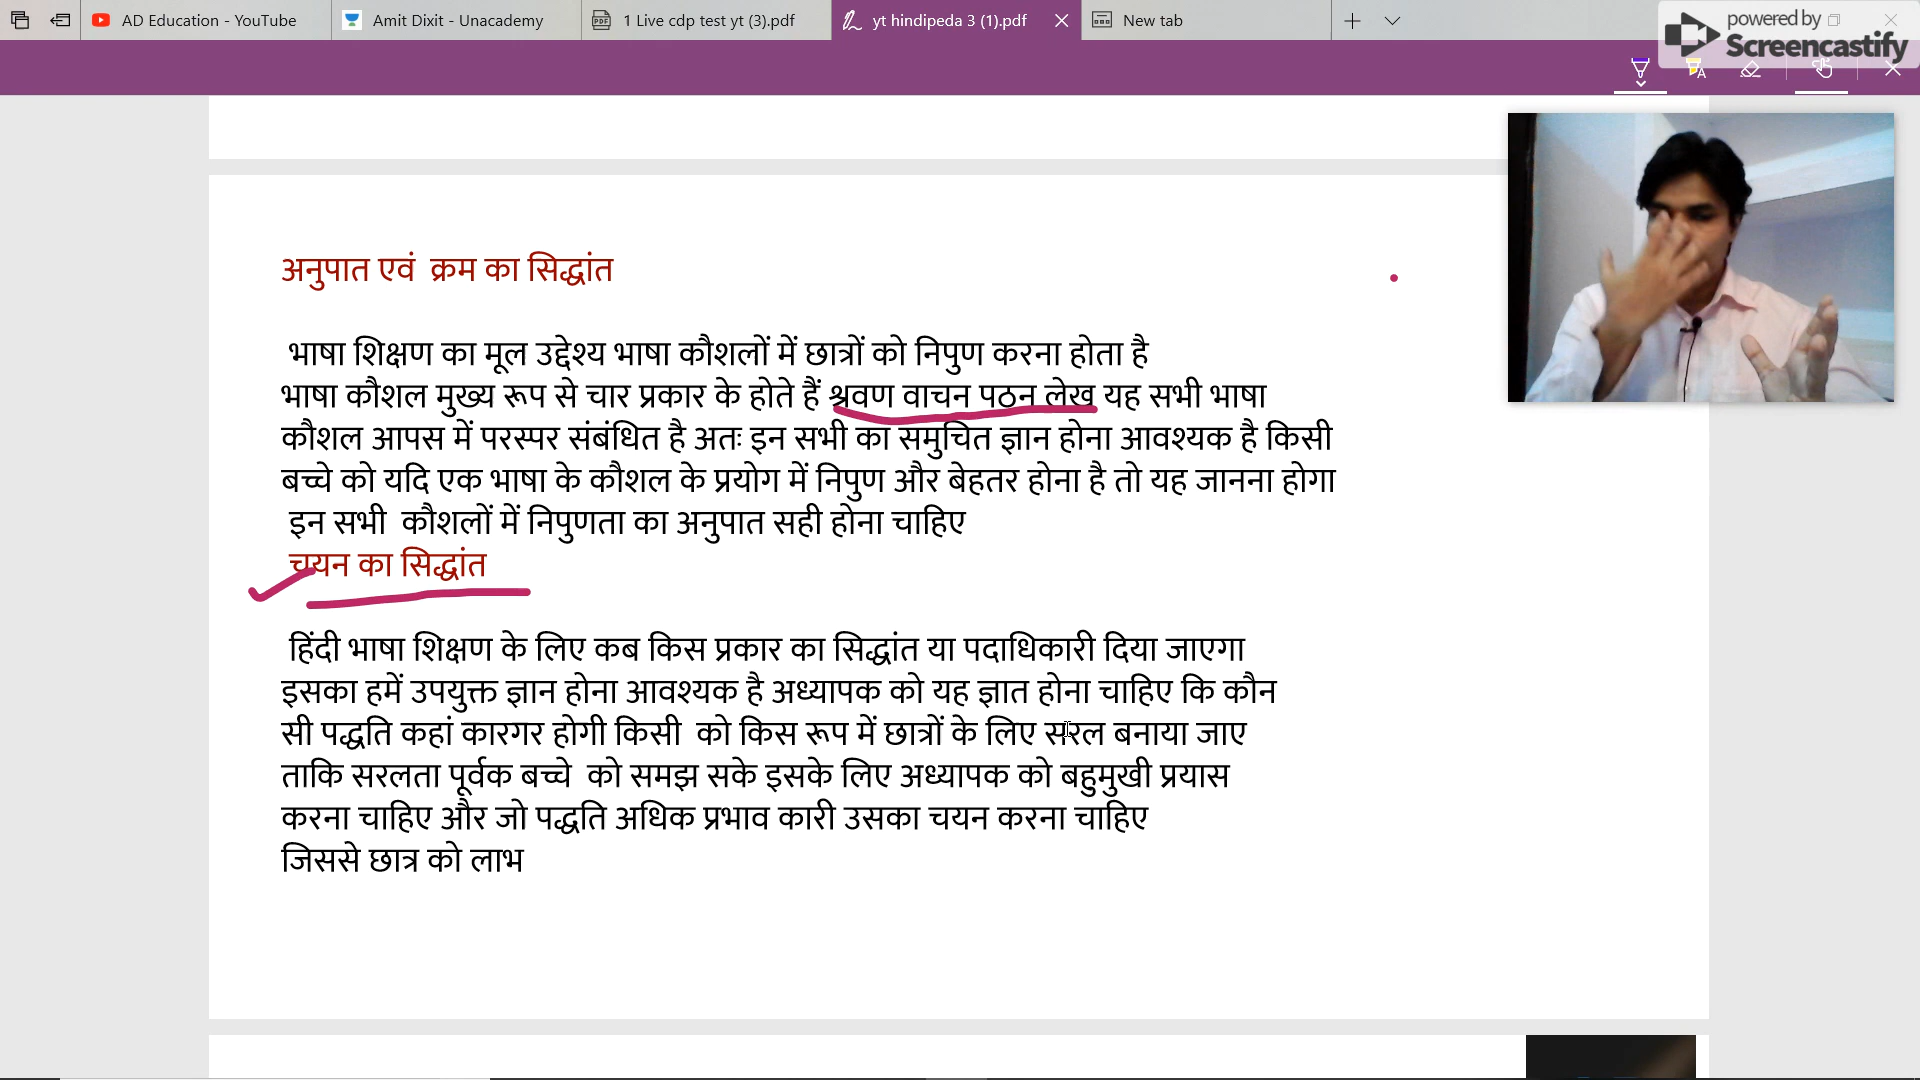 AD Education - YouTube
Amit Dixit - Unacademy
1 Live cdp test yt (3).pdf
yt hindipeda 3 (1).pdf
New tab
powered by
Screencastify
अनुपात एवं क्रम का सिद्धांत
भाषा शिक्षण का मूल उद्देश्य भाषा कौशलों में छात्रों को निपुण करना होता है
भाषा कौशल मुख्य रूप से चार प्रकार के होते हैं श्रवण वाचन पठन लेख यह सभी भाषा
कौशल आपस में परस्पर संबंधित है अतः इन सभी का समुचित ज्ञान होना आवश्यक है किसी
बच्चे को यदि एक भाषा के कौशल के प्रयोग में निपुण और बेहतर होना है तो यह जानना होगा
इन सभी कौशलों में निपुणता का अनुपात सही होना चाहिए
चयन का सिद्धांत
हिंदी भाषा शिक्षण के लिए कब किस प्रकार का सिद्धांत या पदाधिकारी दिया जाएगा
इसका हमें उपयुक्त ज्ञान होना आवश्यक है अध्यापक को यह ज्ञात होना चाहिए कि कौन
सी पद्धति कहां कारगर होगी किसी को किस रूप में छात्रों के लिए सरल बनाया जाए
ताकि सरलता पूर्वक बच्चे को समझ सके इसके लिए अध्यापक को बहुमुखी प्रयास
करना चाहिए और जो पद्धति अधिक प्रभाव कारी उसका चयन करना चाहिए
जिससे छात्र को लाभ